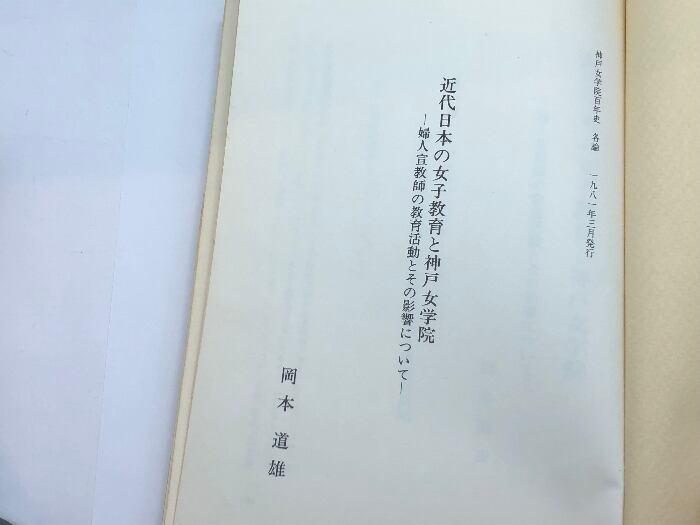 神戸女学院百年史 各論 一九八一年三月発行
近代日本の女子教育と神戸女学院
―婦人宣教師の教育活動とその影響について―
岡本道雄